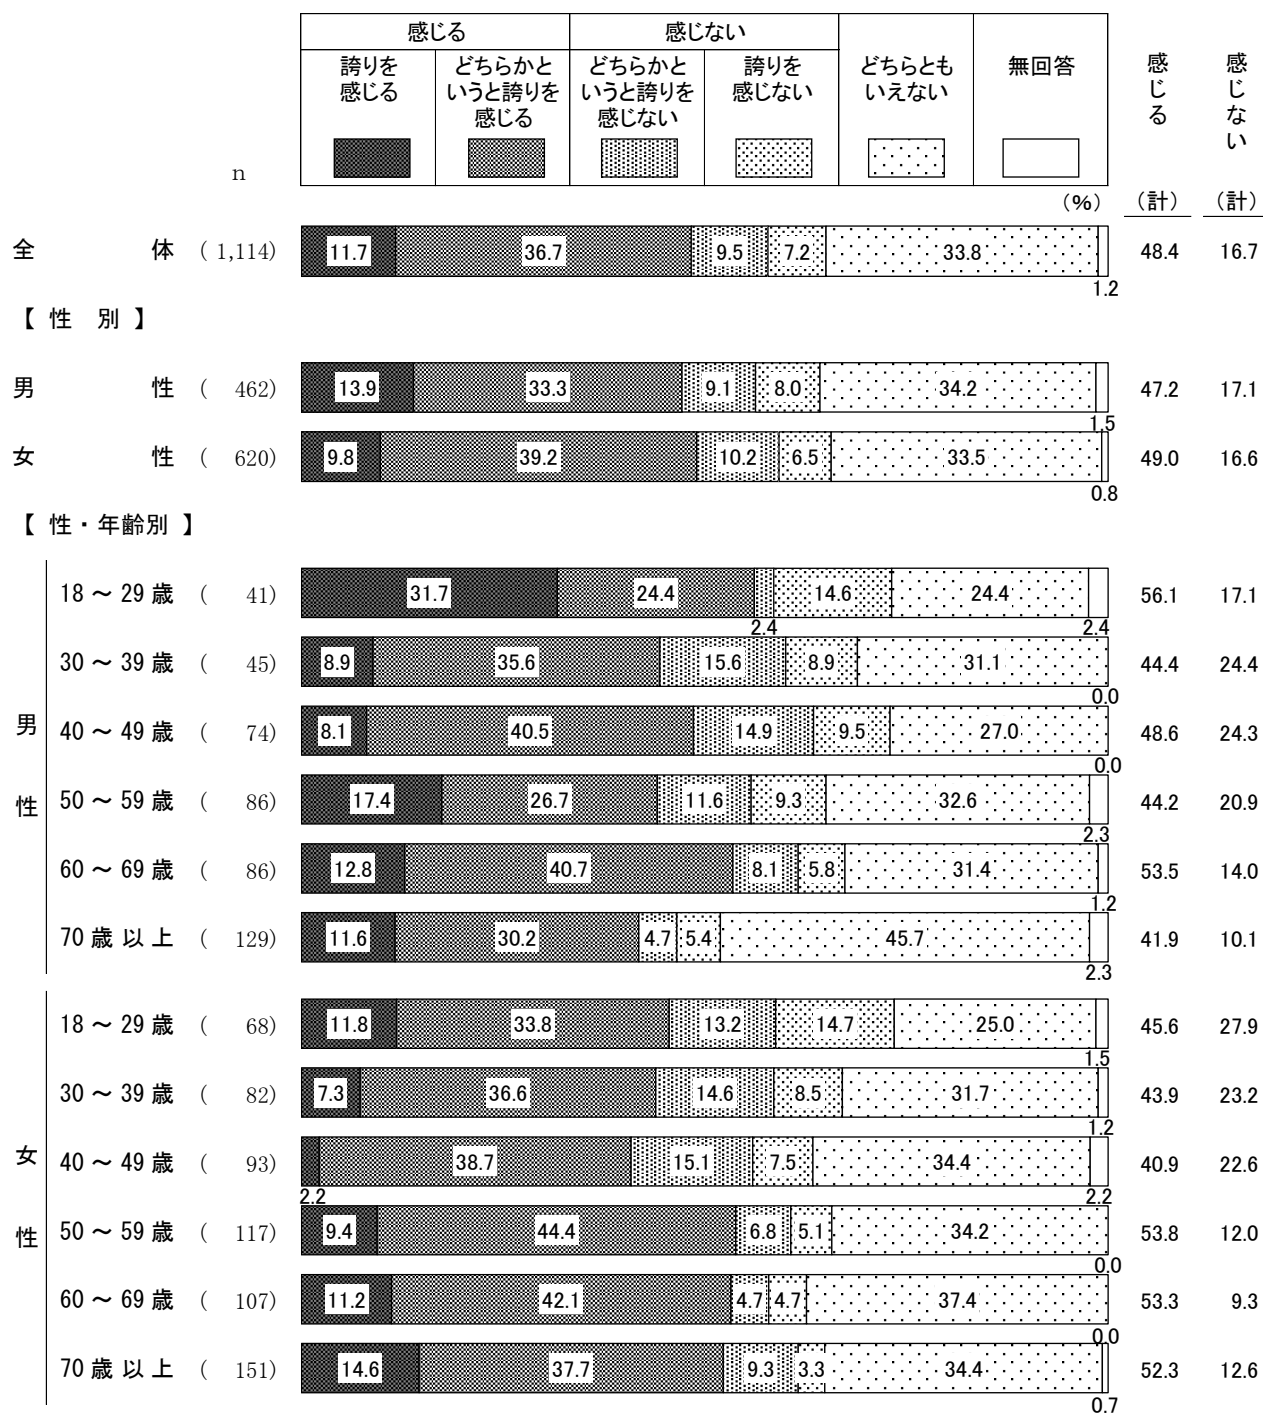 感じる 感じない
誇りを感じる どちらかというと誇りを感じる どちらかというと誇りを感じない 誇りを感じない どちらともいえない 無回答 感じる 感じない
n
（％） （計） （計）
全体 ( 1,114) 11.7 36.7 9.5 7.2 33.8 1.2 48.4 16.7
【 性 別 】
男性 ( 462) 13.9 33.3 9.1 8.0 34.2 1.5 47.2 17.1
女性 ( 620) 9.8 39.2 10.2 6.5 33.5 0.8 49.0 16.6
【 性・年齢別 】
男性
18～29歳 ( 41) 31.7 24.4 2.4 14.6 24.4 2.4 56.1 17.1
30～39歳 ( 45) 8.9 35.6 15.6 8.9 31.1 0.0 44.4 24.4
40～49歳 ( 74) 8.1 40.5 14.9 9.5 27.0 0.0 48.6 24.3
50～59歳 ( 86) 17.4 26.7 11.6 9.3 32.6 2.3 44.2 20.9
60～69歳 ( 86) 12.8 40.7 8.1 5.8 31.4 1.2 53.5 14.0
70歳以上 ( 129) 11.6 30.2 4.7 5.4 45.7 2.3 41.9 10.1
女性
18～29歳 ( 68) 11.8 33.8 13.2 14.7 25.0 1.5 45.6 27.9
30～39歳 ( 82) 7.3 36.6 14.6 8.5 31.7 1.2 43.9 23.2
40～49歳 ( 93) 2.2 38.7 15.1 7.5 34.4 2.2 40.9 22.6
50～59歳 ( 117) 9.4 44.4 6.8 5.1 34.2 0.0 53.8 12.0
60～69歳 ( 107) 11.2 42.1 4.7 4.7 37.4 0.0 53.3 9.3
70歳以上 ( 151) 14.6 37.7 9.3 3.3 34.4 0.7 52.3 12.6